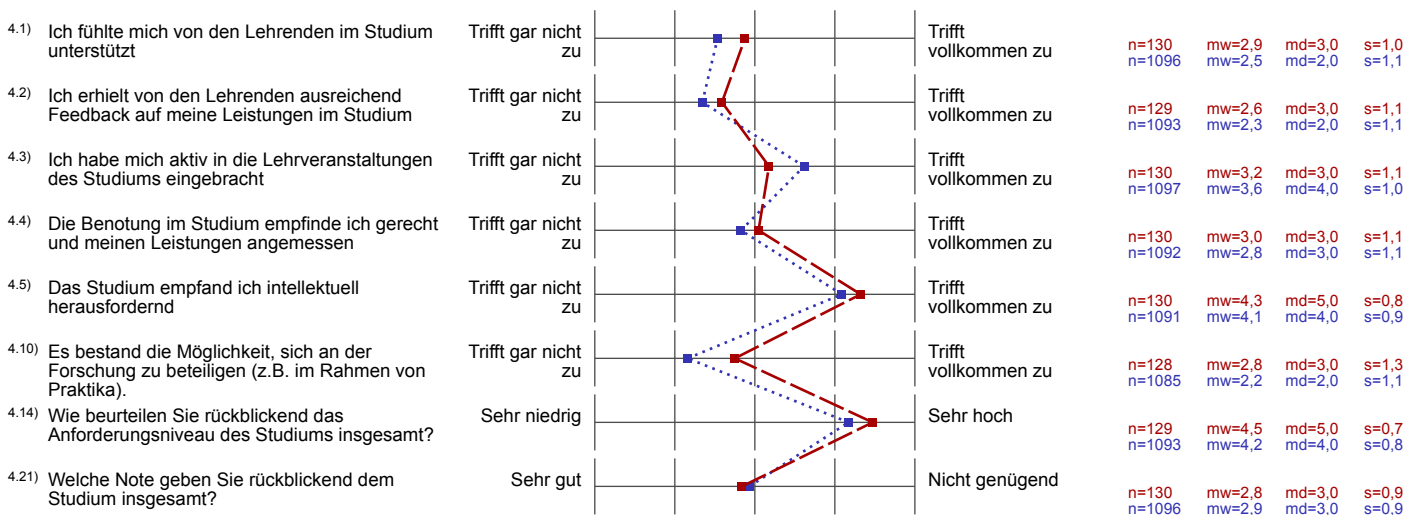 4.1) Ich fühlte mich von den Lehrenden im Studium
unterstützt
Trifft gar nicht
zu
Trifft
vollkommen zu
n=130 mw=2,9 md=3,0 s=1,0
n=1096 mw=2,5 md=2,0 s=1,1
4.2) Ich erhielt von den Lehrenden ausreichend
Feedback auf meine Leistungen im Studium
Trifft gar nicht
zu
Trifft
vollkommen zu
n=129 mw=2,6 md=3,0 s=1,1
n=1093 mw=2,3 md=2,0 s=1,1
4.3) Ich habe mich aktiv in die Lehrveranstaltungen
des Studiums eingebracht
Trifft gar nicht
zu
Trifft
vollkommen zu
n=130 mw=3,2 md=3,0 s=1,1
n=1097 mw=3,6 md=4,0 s=1,0
4.4) Die Benotung im Studium empfinde ich gerecht
und meinen Leistungen angemessen
Trifft gar nicht
zu
Trifft
vollkommen zu
n=130 mw=3,0 md=3,0 s=1,1
n=1092 mw=2,8 md=3,0 s=1,1
4.5) Das Studium empfand ich intellektuell
herausfordernd
Trifft gar nicht
zu
Trifft
vollkommen zu
n=130 mw=4,3 md=5,0 s=0,8
n=1091 mw=4,1 md=4,0 s=0,9
4.10) Es bestand die Möglichkeit, sich an der
Forschung zu beteiligen (z.B. im Rahmen von
Praktika).
Trifft gar nicht
zu
Trifft
vollkommen zu
n=128 mw=2,8 md=3,0 s=1,3
n=1085 mw=2,2 md=2,0 s=1,1
4.14) Wie beurteilen Sie rückblickend das
Anforderungsniveau des Studiums insgesamt?
Sehr niedrig
Sehr hoch
n=129 mw=4,5 md=5,0 s=0,7
n=1093 mw=4,2 md=4,0 s=0,8
4.21) Welche Note geben Sie rückblickend dem
Studium insgesamt?
Sehr gut
Nicht genügend
n=130 mw=2,8 md=3,0 s=0,9
n=1096 mw=2,9 md=3,0 s=0,9